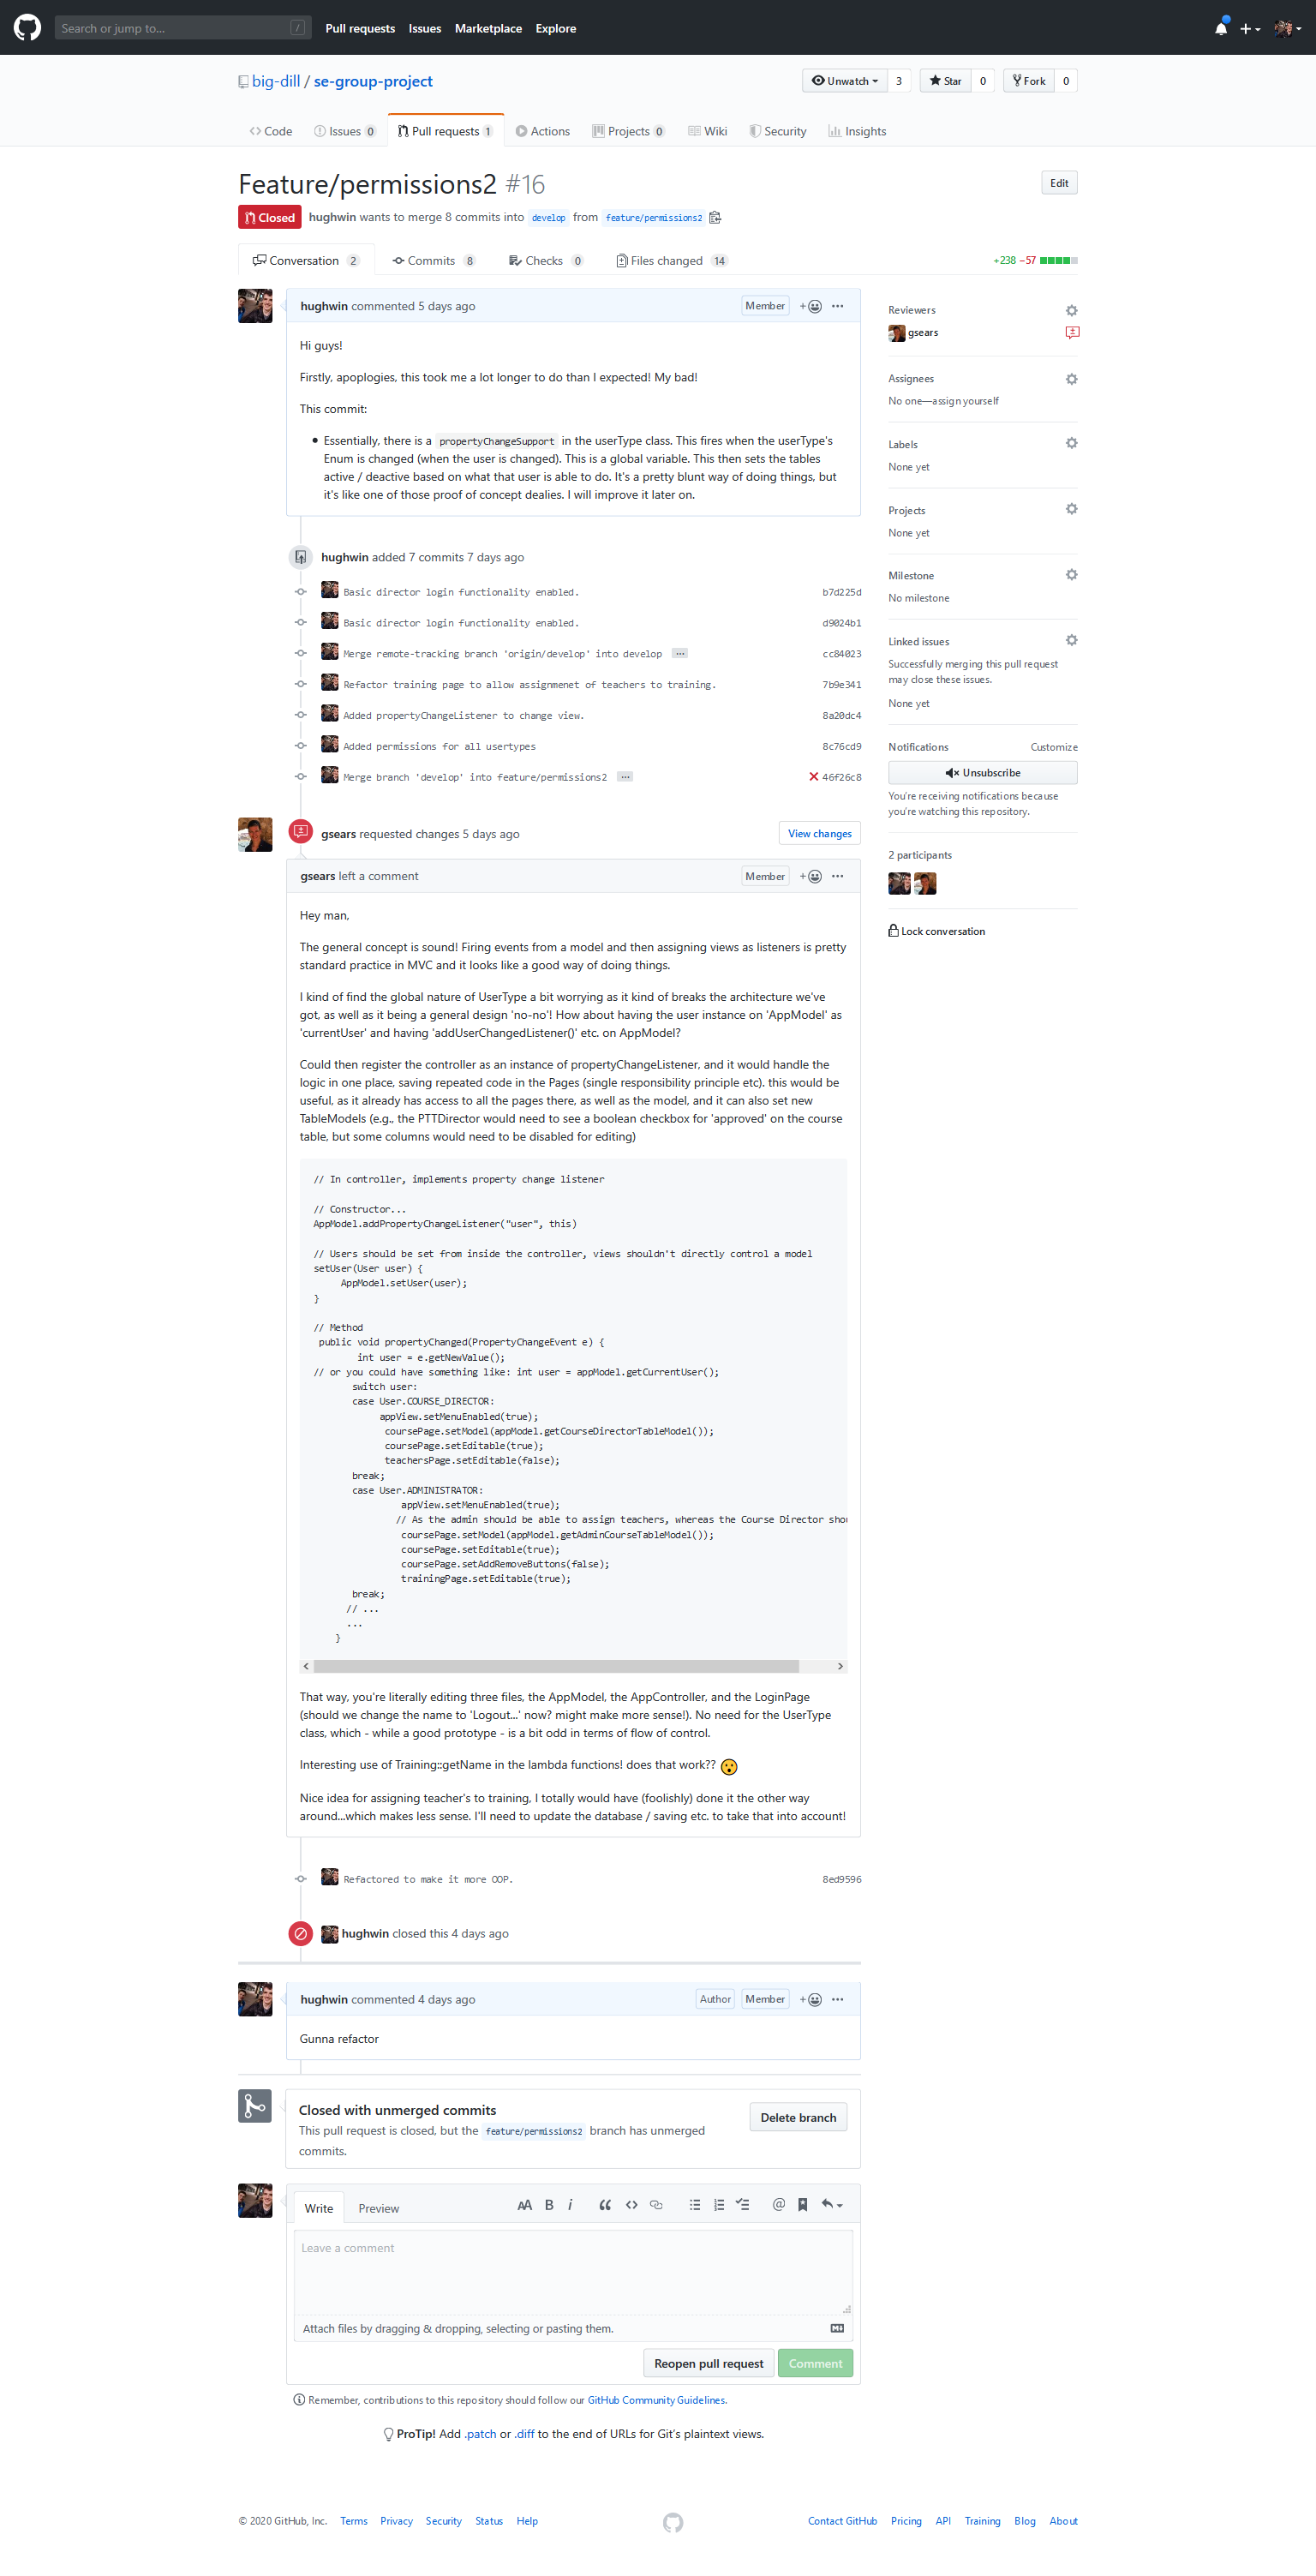 Search or jump to... /
Pull requests Issues Marketplace Explore
big-dill / se-group-project
Unwatch 3 Star 0 Fork 0
Code Issues 0 Pull requests 1 Actions Projects 0 Wiki Security Insights
Feature/permissions2 #16
Edit
Closed hughwin wants to merge 8 commits into develop from feature/permissions2
Conversation 2 Commits 8 Checks 0 Files changed 14
+238 −57
hughwin commented 5 days ago
Member
Hi guys!
Firstly, apoplogies, this took me a lot longer to do than I expected! My bad!
This commit:
• Essentially, there is a propertyChangeSupport in the userType class. This fires when the userType's
Enum is changed (when the user is changed). This is a global variable. This then sets the tables
active / deactive based on what that user is able to do. It's a pretty blunt way of doing things, but
it's like one of those proof of concept dealies. I will improve it later on.
hughwin added 7 commits 7 days ago
Basic director login functionality enabled. b7d225d
Basic director login functionality enabled. d9024b1
Merge remote-tracking branch 'origin/develop' into develop … cc84023
Refactor training page to allow assignmenet of teachers to training. 7b9e341
Added propertyChangeListener to change view. 8a20dc4
Added permissions for all usertypes 8c76cd9
Merge branch 'develop' into feature/permissions2 … 46f26c8
gsears requested changes 5 days ago
View changes
gsears left a comment
Member
Hey man,
The general concept is sound! Firing events from a model and then assigning views as listeners is pretty
standard practice in MVC and it looks like a good way of doing things.
I kind of find the global nature of UserType a bit worrying as it kind of breaks the architecture we've
got, as well as it being a general design 'no-no'! How about having the user instance on 'AppModel' as
'currentUser' and having 'addUserChangedListener()' etc. on AppModel?
Could then register the controller as an instance of propertyChangeListener, and it would handle the
logic in one place, saving repeated code in the Pages (single responsibility principle etc). this would be
useful, as it already has access to all the pages there, as well as the model, and it can also set new
TableModels (e.g., the PTTDirector would need to see a boolean checkbox for 'approved' on the course
table, but some columns would need to be disabled for editing)
// In controller, implements property change listener
// Constructor...
AppModel.addPropertyChangeListener("user", this)
// Users should be set from inside the controller, views shouldn't directly control a model
setUser(User user) {
AppModel.setUser(user);
}
// Method
public void propertyChanged(PropertyChangeEvent e) {
int user = e.getNewValue();
// or you could have something like: int user = appModel.getCurrentUser();
switch user:
case User.COURSE_DIRECTOR:
appView.setMenuEnabled(true);
coursePage.setModel(appModel.getCourseDirectorTableModel());
coursePage.setEditable(true);
teachersPage.setEditable(false);
break;
case User.ADMINISTRATOR:
appView.setMenuEnabled(true);
// As the admin should be able to assign teachers, whereas the Course Director shou
coursePage.setModel(appModel.getAdminCourseTableModel());
coursePage.setEditable(true);
coursePage.setAddRemoveButtons(false);
trainingPage.setEditable(true);
break;
// ...
...
}
That way, you're literally editing three files, the AppModel, the AppController, and the LoginPage
(should we change the name to 'Logout...' now? might make more sense!). No need for the UserType
class, which - while a good prototype - is a bit odd in terms of flow of control.
Interesting use of Training::getName in the lambda functions! does that work?? 😮
Nice idea for assigning teacher's to training, I totally would have (foolishly) done it the other way
around...which makes less sense. I'll need to update the database / saving etc. to take that into account!
Refactored to make it more OOP. 8ed9596
hughwin closed this 4 days ago
hughwin commented 4 days ago
Author Member
Gunna refactor
Closed with unmerged commits
This pull request is closed, but the feature/permissions2 branch has unmerged
commits.
Delete branch
Write Preview
Leave a comment
Attach files by dragging & dropping, selecting or pasting them.
Reopen pull request Comment
Remember, contributions to this repository should follow our GitHub Community Guidelines.
ProTip! Add .patch or .diff to the end of URLs for Git's plaintext views.
Reviewers
gsears
Assignees
No one—assign yourself
Labels
None yet
Projects
None yet
Milestone
No milestone
Linked issues
Successfully merging this pull request
may close these issues.
None yet
Notifications Customize
Unsubscribe
You're receiving notifications because
you're watching this repository.
2 participants
Lock conversation
© 2020 GitHub, Inc. Terms Privacy Security Status Help
Contact GitHub Pricing API Training Blog About